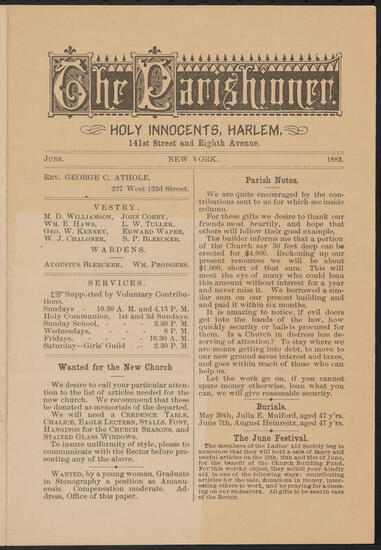 The Parishioner.
HOLY INNOCENTS, HARLEM,
141st Street and Eighth Avenue.
JUNE. NEW YORK. 1883.
REV. GEORGE C. ATHOLE,
227 West 132d Street.
VESTRY.
M. D. WILLIAMSON, JOHN CORBY,
WM. E. HAWS, L. W. TULLER,
GEO. W. KENNEY, EDWARD WAFER,
W. J. CHALONER, S. P. BLEECKER.
WARDENS.
AUGUSTUS BLEECKER, WM. PRODGERS.
SERVICES.
☞Supported by Voluntary Contribu-
tions.
Sundays - 10.30 A. M. and 4.15 P. M.
Holy Communion, 1st and 3d Sundays.
Sunday School, - - 2.30 P. M.
Wednesdays, - - 8 P. M.
Fridays, - - - 10.30 A. M.
Saturday—Girls' Guild - 2.30 P. M.
Wanted for the New Church
We desire to call your particular atten-
tion to the list of articles needed for the
new church. We recommend that these
be donated as memorials of the departed.
We will need a CREDENCE TABLE,
CHALICE, EAGLE LECTERN, STALLS, FONT,
HANGINGS for the CHURCH SEASONS, and
STAINED GLASS WINDOWS.
To insure uniformity of style, please to
communicate with the Rector before pre-
senting any of the above.
WANTED, by a young woman, Graduate
in Stenography a position as Amanu-
ensis. Compensation moderate. Ad-
dress, Office of this paper.
Parish Notes.
We are quite encouraged by the con-
tributions sent to us for which see inside
column.
For these gifts we desire to thank our
friends most heartily, and hope that
others will follow their good example.
The builder informs me that a portion
of the Church say 50 feet deep can be
erected for $4,000. Reckoning up our
present resources we will be about
$1,000, short of that sum. This will
meet the eye of many who could loan
this amount without interest for a year
and never miss it. We borrowed a sim-
ilar sum on our present building and
and paid it within six months.
It is amazing to notice, if evil doers
get into the hands of the law, how
quickly security or bail is procured for
them. Is a Church in distress less de-
serving of attention? To stay where we
are means getting into debt, to move to
our new ground saves interest and taxes,
and goes within reach of those who can
help us.
Let the work go on, if you cannot
spare money otherwise, loan what you
can, we will give reasonable security.
Burials.
May 30th, Julia E. Mulford, aged 47 y'rs.
June 7th, August Heinreitz, aged 47 y'rs.
The June Festival.
The members of the Ladies' Aid Society beg to
announce that they will hold a sale of fancy and
useful articles on the 19th, 20th and 21st of June,
for the benefit of the Church Building Fund.
For this worthy object, they solicit your kindly
aid, in one of the following ways: contributing
articles for the sale, donations in money, inter-
esting others to work, and by praying for a bless-
ing on our endeavors. All gifts to be sent in care
of the Rector.